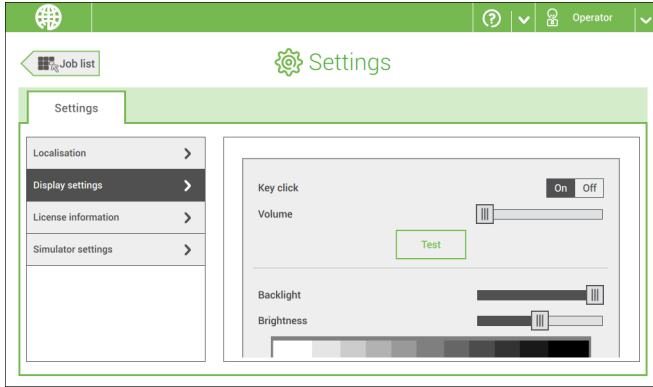 Operator
Job list
Settings
Settings
Localisation
Display settings
License information
Simulator settings
Key click
On Off
Volume
Test
Backlight
Brightness